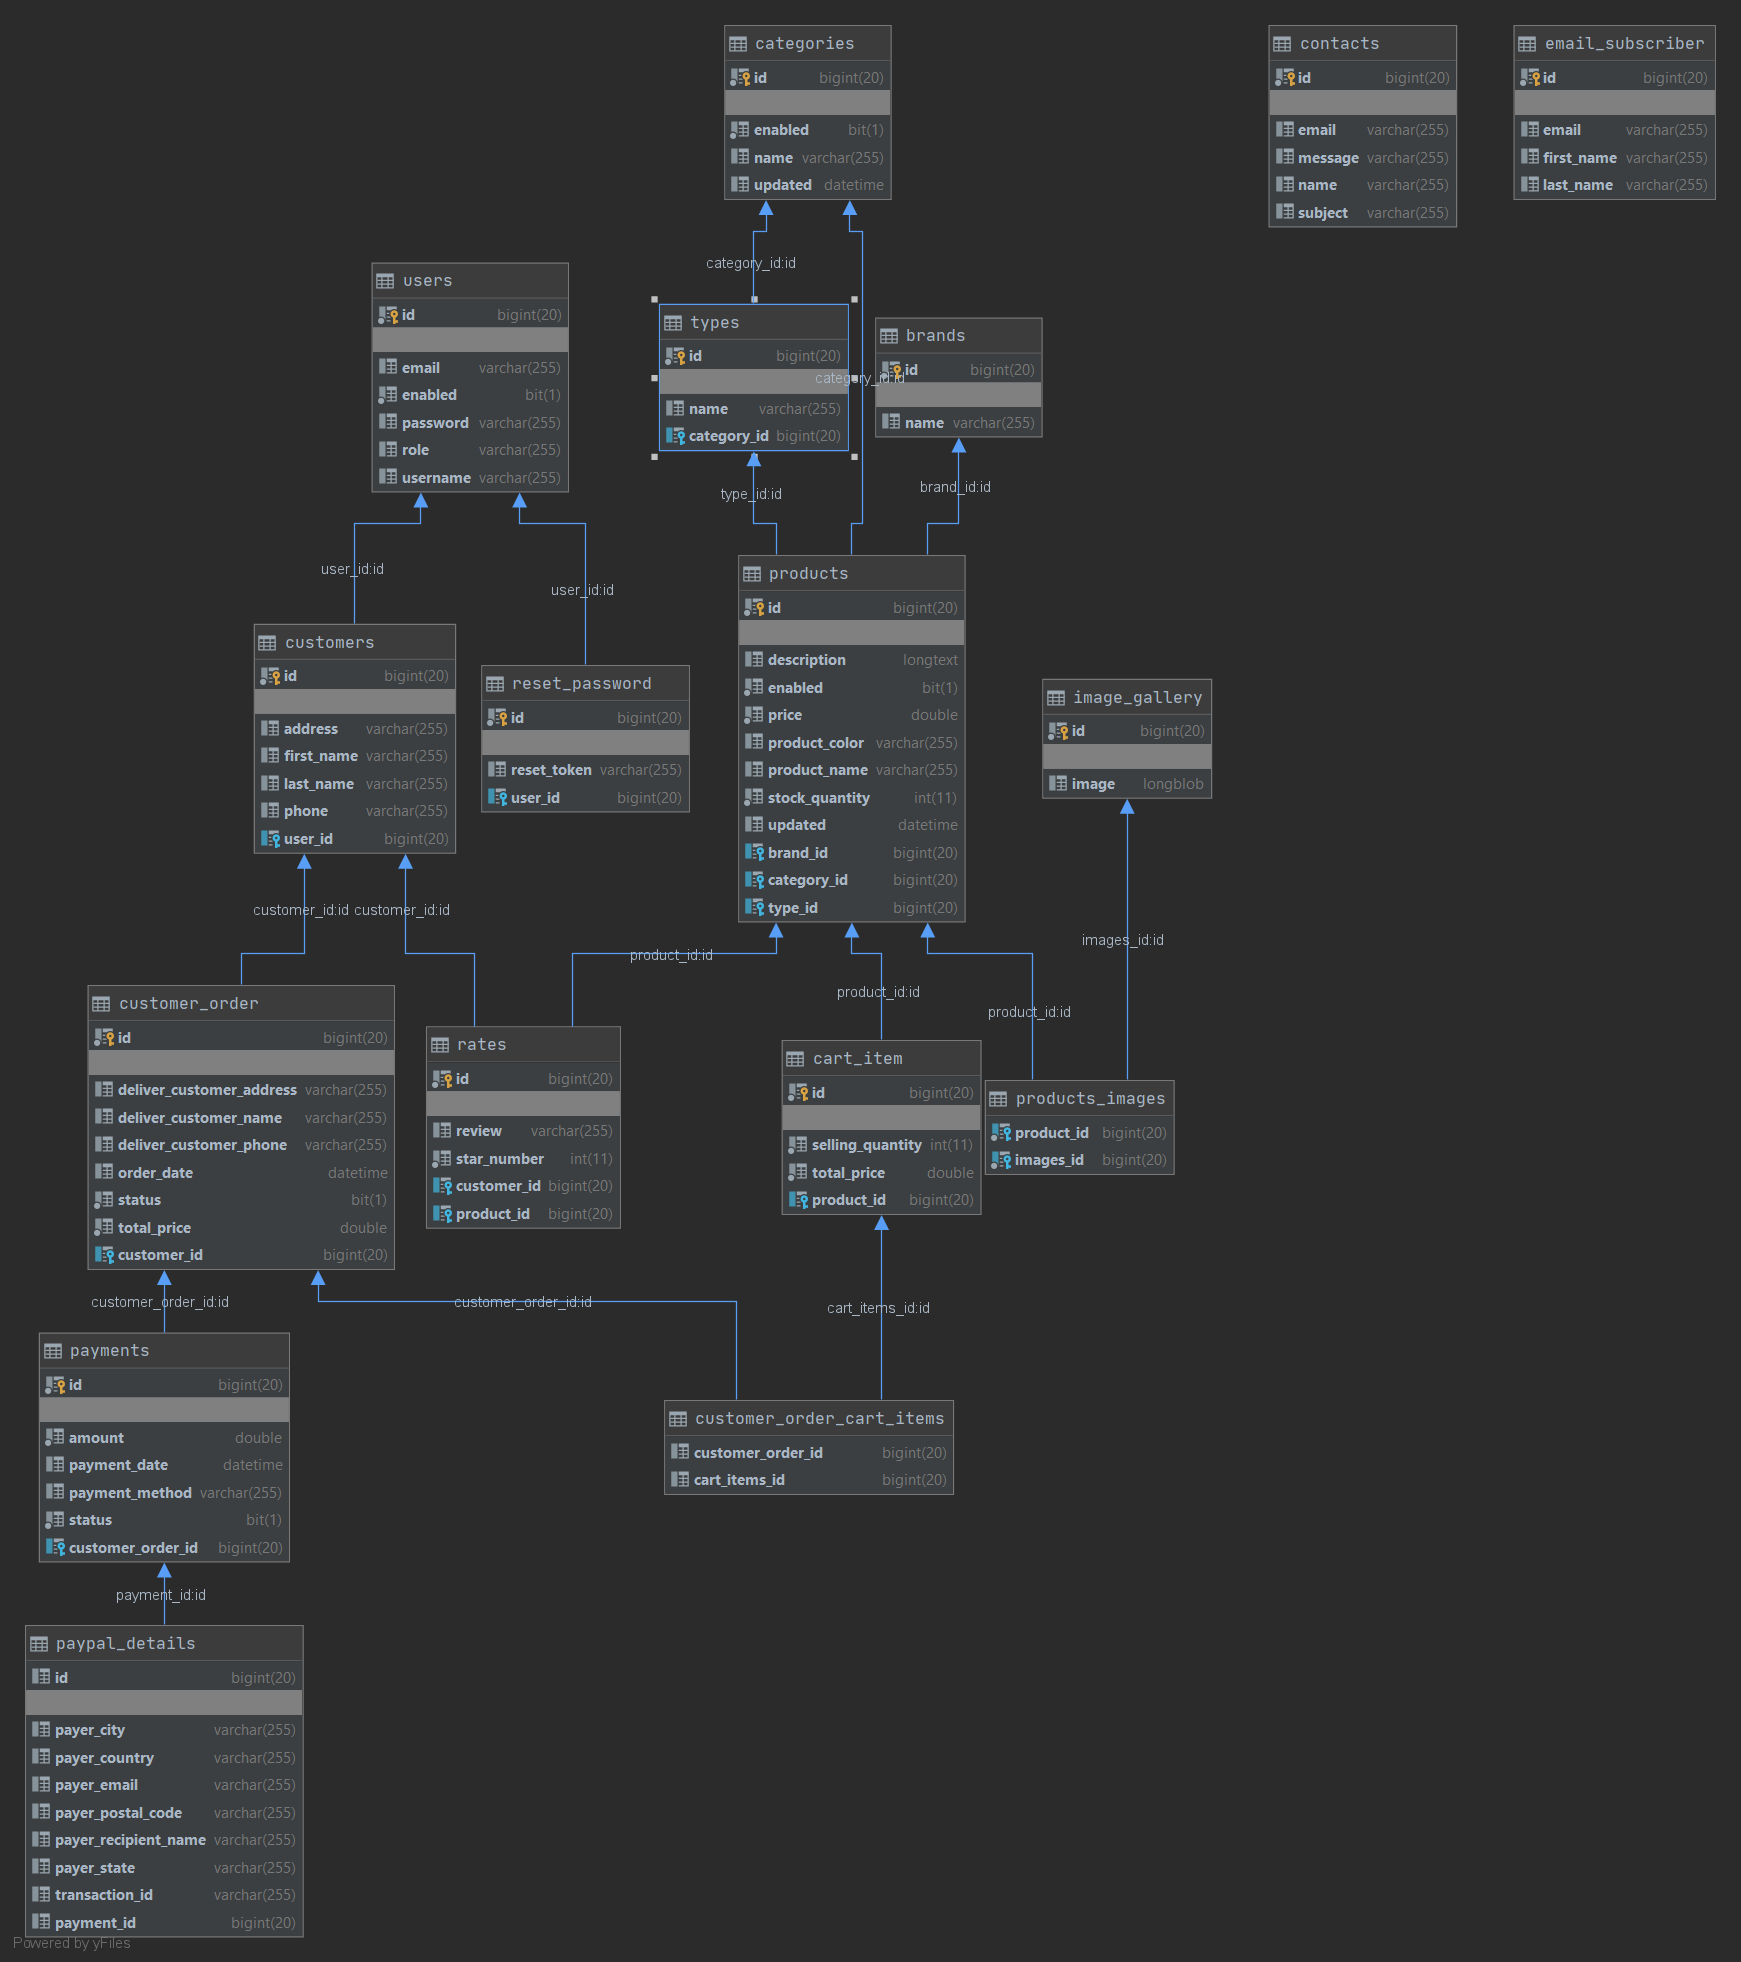 categories
id bigint(20)
enabled bit(1)
name varchar(255)
updated datetime
contacts
id bigint(20)
email varchar(255)
message varchar(255)
name varchar(255)
subject varchar(255)
email_subscriber
id bigint(20)
email varchar(255)
first_name varchar(255)
last_name varchar(255)
category_id:id
users
id bigint(20)
email varchar(255)
enabled bit(1)
password varchar(255)
role varchar(255)
username varchar(255)
types
id bigint(20)
name varchar(255)
category_id bigint(20)
category_id:id
brands
id bigint(20)
name varchar(255)
type_id:id
brand_id:id
user_id:id
user_id:id
products
id bigint(20)
description longtext
enabled bit(1)
price double
product_color varchar(255)
product_name varchar(255)
stock_quantity int(11)
updated datetime
brand_id bigint(20)
category_id bigint(20)
type_id bigint(20)
customers
id bigint(20)
address varchar(255)
first_name varchar(255)
last_name varchar(255)
phone varchar(255)
user_id bigint(20)
reset_password
id bigint(20)
reset_token varchar(255)
user_id bigint(20)
image_gallery
id bigint(20)
image longblob
customer_id:id
customer_id:id
product_id:id
product_id:id
product_id:id
images_id:id
customer_order
id bigint(20)
deliver_customer_address varchar(255)
deliver_customer_name varchar(255)
deliver_customer_phone varchar(255)
order_date datetime
status bit(1)
total_price double
customer_id bigint(20)
rates
id bigint(20)
review varchar(255)
star_number int(11)
customer_id bigint(20)
product_id bigint(20)
cart_item
id bigint(20)
selling_quantity int(11)
total_price double
product_id bigint(20)
products_images
product_id bigint(20)
images_id bigint(20)
customer_order_id:id
customer_order_id:id
cart_items_id:id
payments
id bigint(20)
amount double
payment_date datetime
payment_method varchar(255)
status bit(1)
customer_order_id bigint(20)
customer_order_cart_items
customer_order_id bigint(20)
cart_items_id bigint(20)
payment_id:id
paypal_details
id bigint(20)
payer_city varchar(255)
payer_country varchar(255)
payer_email varchar(255)
payer_postal_code varchar(255)
payer_recipient_name varchar(255)
payer_state varchar(255)
transaction_id varchar(255)
payment_id bigint(20)
Powered by yFiles